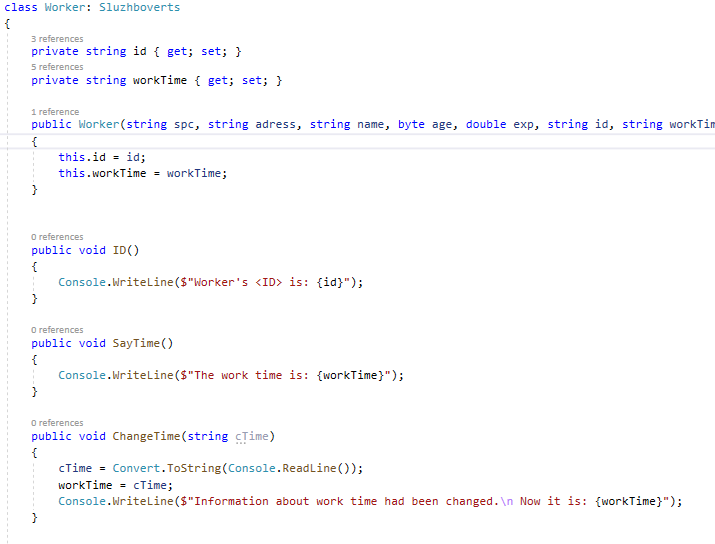 class Worker: Sluzhboverts
{
3 references
private string id { get; set; }
5 references
private string workTime { get; set; }
1 reference
public Worker(string spc, string adress, string name, byte age, double exp, string id, string workTim
{
this.id = id;
this.workTime = workTime;
}
0 references
public void ID()
{
Console.WriteLine($"Worker's <ID> is: {id}");
}
0 references
public void SayTime()
{
Console.WriteLine($"The work time is: {workTime}");
}
0 references
public void ChangeTime(string cTime)
{
cTime = Convert.ToString(Console.ReadLine());
workTime = cTime;
Console.WriteLine($"Information about work time had been changed.\n Now it is: {workTime}");
}